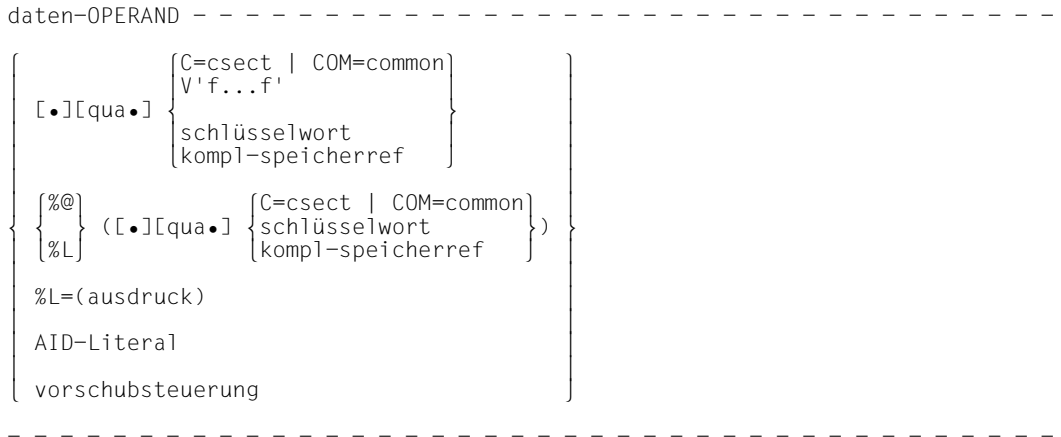 daten-OPERAND - - - - - - - - - - - - - - - - - - - - - - - - - - - - - - - - - -
C=csect | COM=common
V'f...f'
[•][qua•]
schlüsselwort
kompl-speicherref
%@
C=csect | COM=common
([•][qua•] schlüsselwort )
%L
kompl-speicherref
%L=(ausdruck)
AID-Literal
vorschubsteuerung
- - - - - - - - - - - - - - - - - - - - - - - - - - - - - - - - - - - - - - - - -